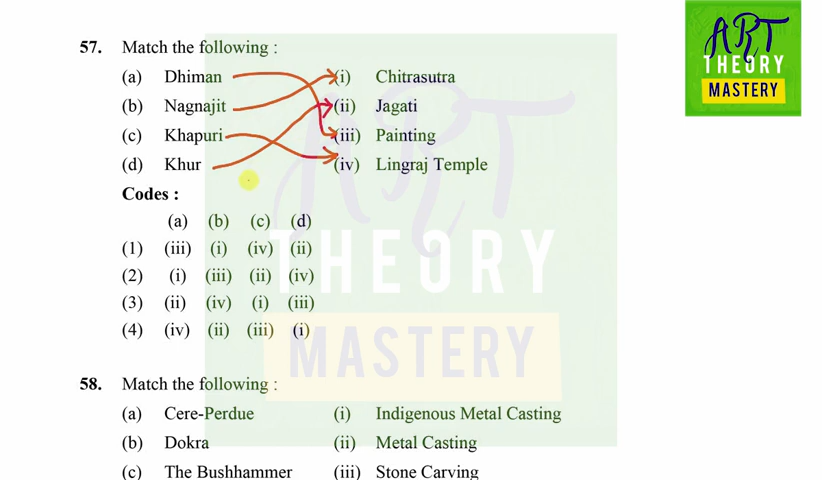 ART
THEORY
MASTERY
57. Match the following :
(a) Dhiman (i) Chitrasutra
(b) Nagnajit (ii) Jagati
(c) Khapuri (iii) Painting
(d) Khur (iv) Lingraj Temple
Codes :
(a) (b) (c) (d)
(1) (iii) (i) (iv) (ii)
(2) (i) (iii) (ii) (iv)
(3) (ii) (iv) (i) (iii)
(4) (iv) (ii) (iii) (i)
ART
THEORY
MASTERY
58. Match the following :
(a) Cere-Perdue (i) Indigenous Metal Casting
(b) Dokra (ii) Metal Casting
(c) The Bushhammer (iii) Stone Carving